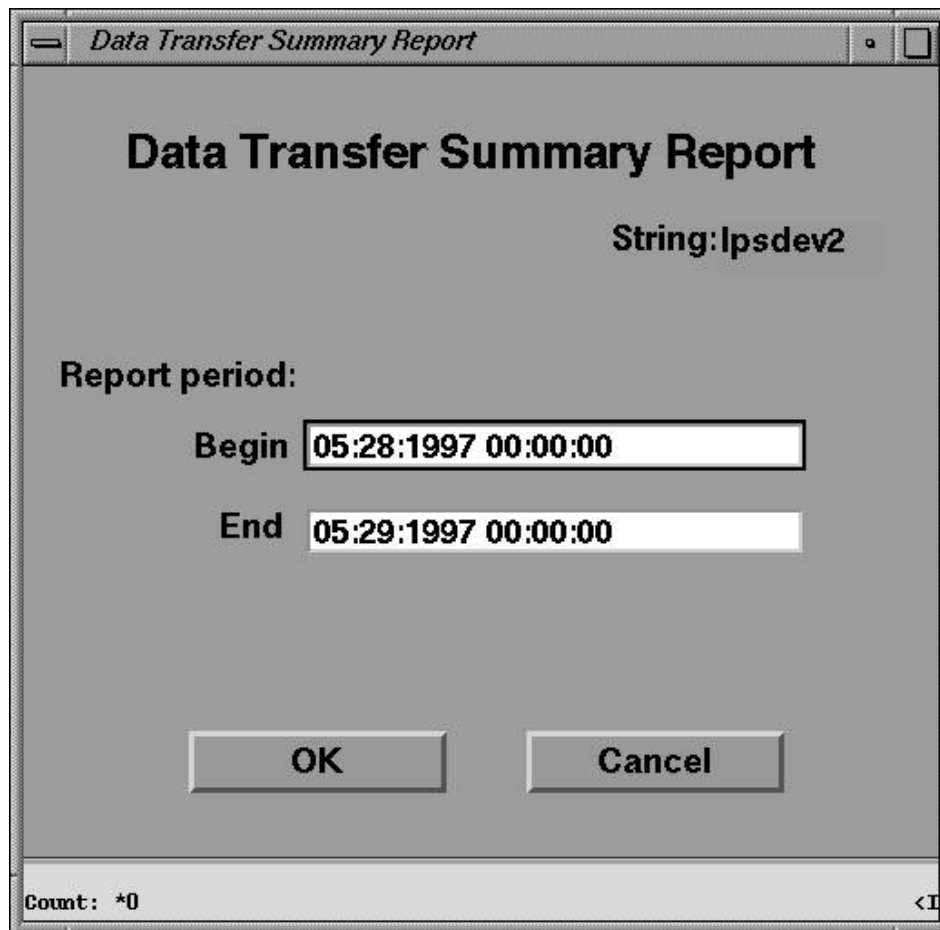 Data Transfer Summary Report
Data Transfer Summary Report
String:lpsdev2
Report period:
Begin 05:28:1997 00:00:00
End 05:29:1997 00:00:00
OK Cancel
Count: *0 <I